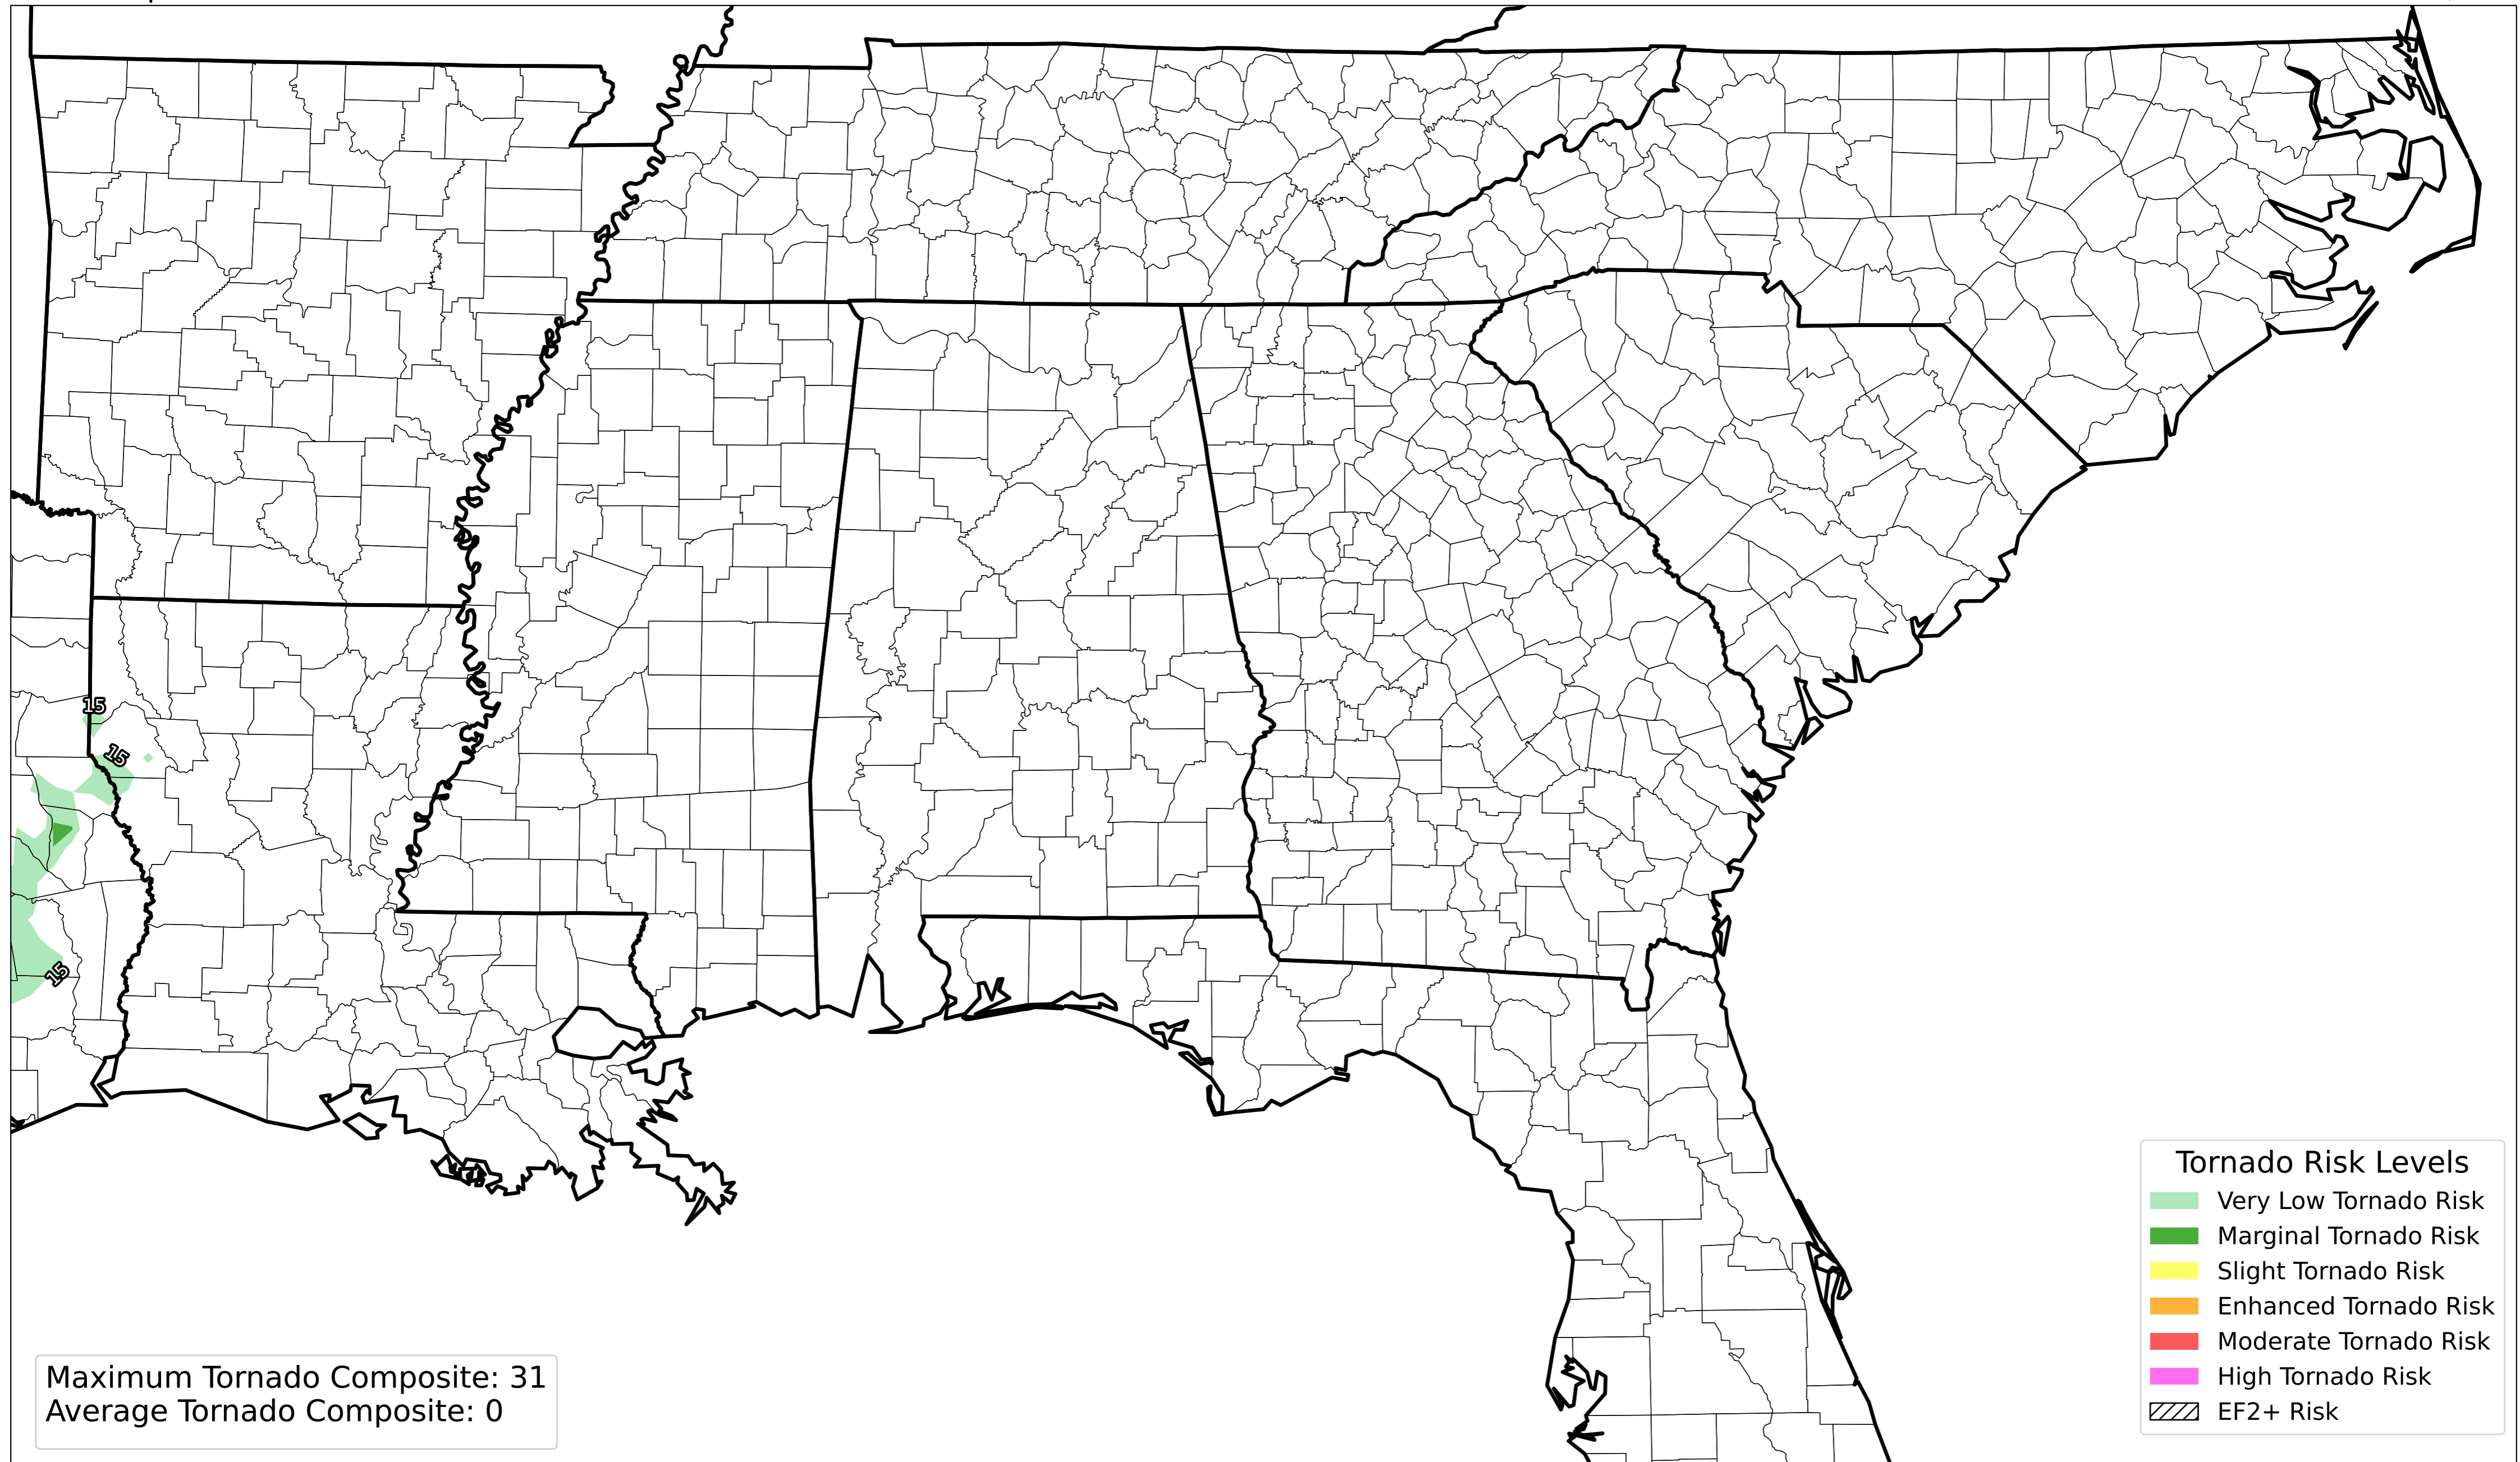 15
15
15
Tornado Risk Levels
Very Low Tornado Risk
Marginal Tornado Risk
Slight Tornado Risk
Enhanced Tornado Risk
Moderate Tornado Risk
High Tornado Risk
EF2+ Risk
Maximum Tornado Composite: 31
Average Tornado Composite: 0